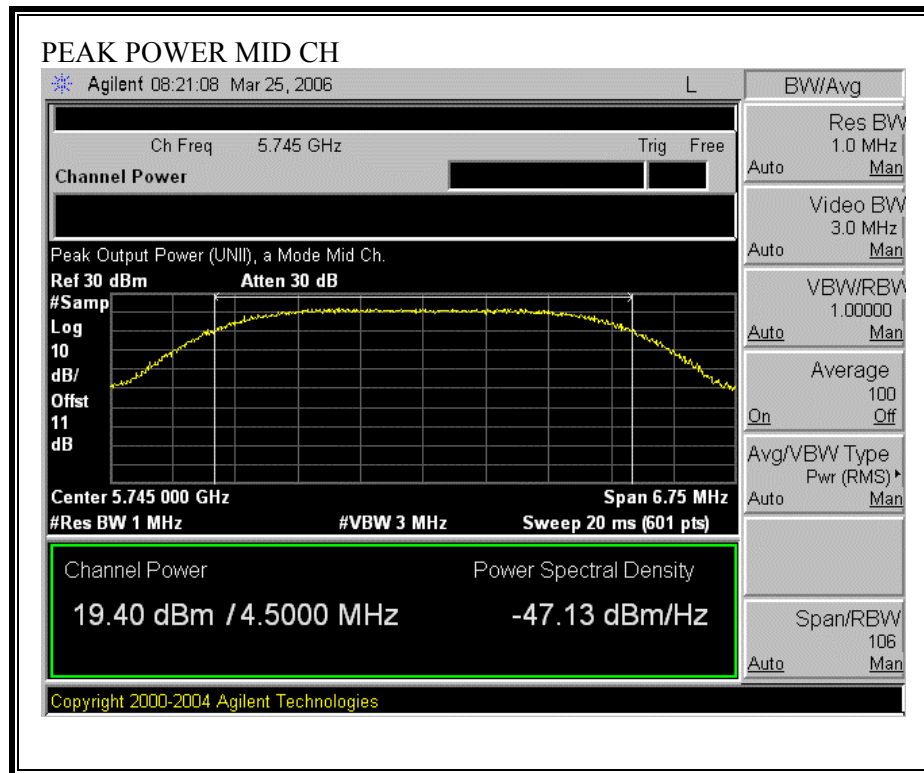 PEAK POWER MID CH
Agilent 08:21:08 Mar 25, 2006 L
BW/Avg
Ch Freq 5.745 GHz Trig Free
Channel Power
Res BW
1.0 MHz
Auto Man
Video BW
3.0 MHz
Auto Man
Peak Output Power (UNII), a Mode Mid Ch.
Ref 30 dBm Atten 30 dB
#Samp
Log
10
dB/
Offst
11
dB
VBW/RBW
1.00000
Auto Man
Average
100
On Off
Avg/VBW Type
Pwr (RMS)
Auto Man
Center 5.745 000 GHz Span 6.75 MHz
#Res BW 1 MHz #VBW 3 MHz Sweep 20 ms (601 pts)
Channel Power Power Spectral Density
19.40 dBm / 4.5000 MHz -47.13 dBm/Hz
Span/RBW
106
Auto Man
Copyright 2000-2004 Agilent Technologies